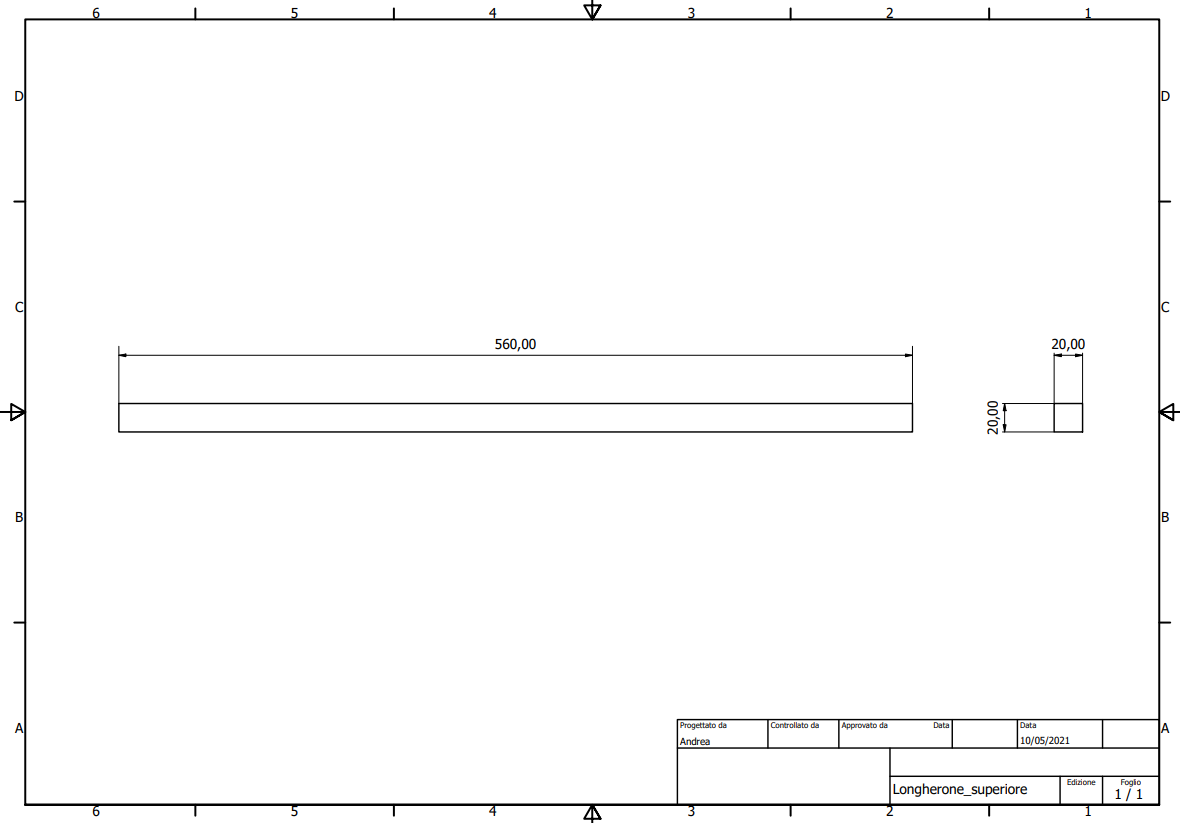 6 5 4 3 2 1
D D
C C
560,00 20,00
20,00
B B
A A
Progettato da Controllato da Approvato da Data Data
Andrea 10/05/2021
Longherone_superiore Edizione Foglio
1 / 1
6 5 4 3 2 1